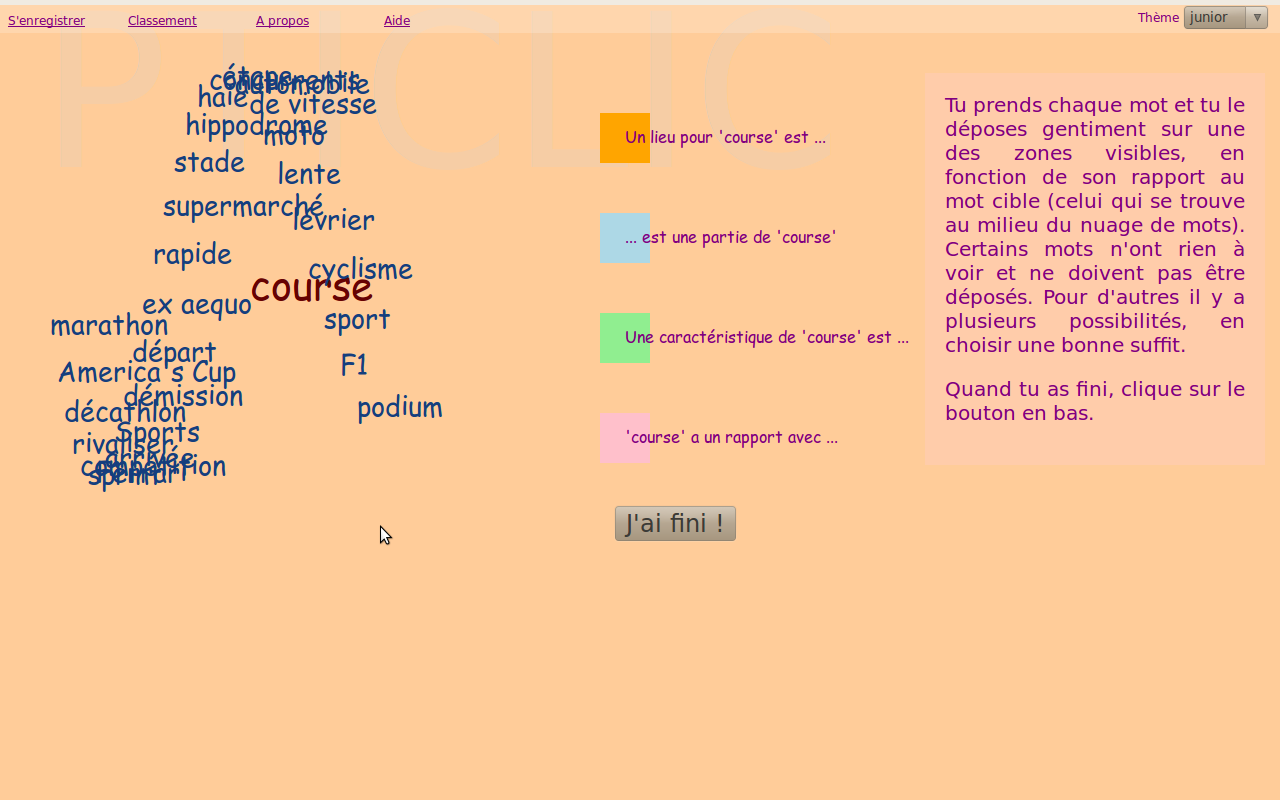 S'enregistrer Classement A propos Aide Thème junior
PTICLIC
étape
concurrents
automobile
haie
de vitesse
hippodrome
moto
stade
lente
supermarché
lévrier
rapide
cyclisme
course
ex aequo
marathon
sport
départ
F1
America's Cup
démission
décathlon
podium
Sports
rivaliser
arrivée
compétition
sprint
Un lieu pour 'course' est ...
... est une partie de 'course'
Une caractéristique de 'course' est ...
'course' a un rapport avec ...
J'ai fini !
Tu prends chaque mot et tu le
déposes gentiment sur une
des zones visibles, en
fonction de son rapport au
mot cible (celui qui se trouve
au milieu du nuage de mots).
Certains mots n'ont rien à
voir et ne doivent pas être
déposés. Pour d'autres il y a
plusieurs possibilités, en
choisir une bonne suffit.
Quand tu as fini, clique sur le
bouton en bas.